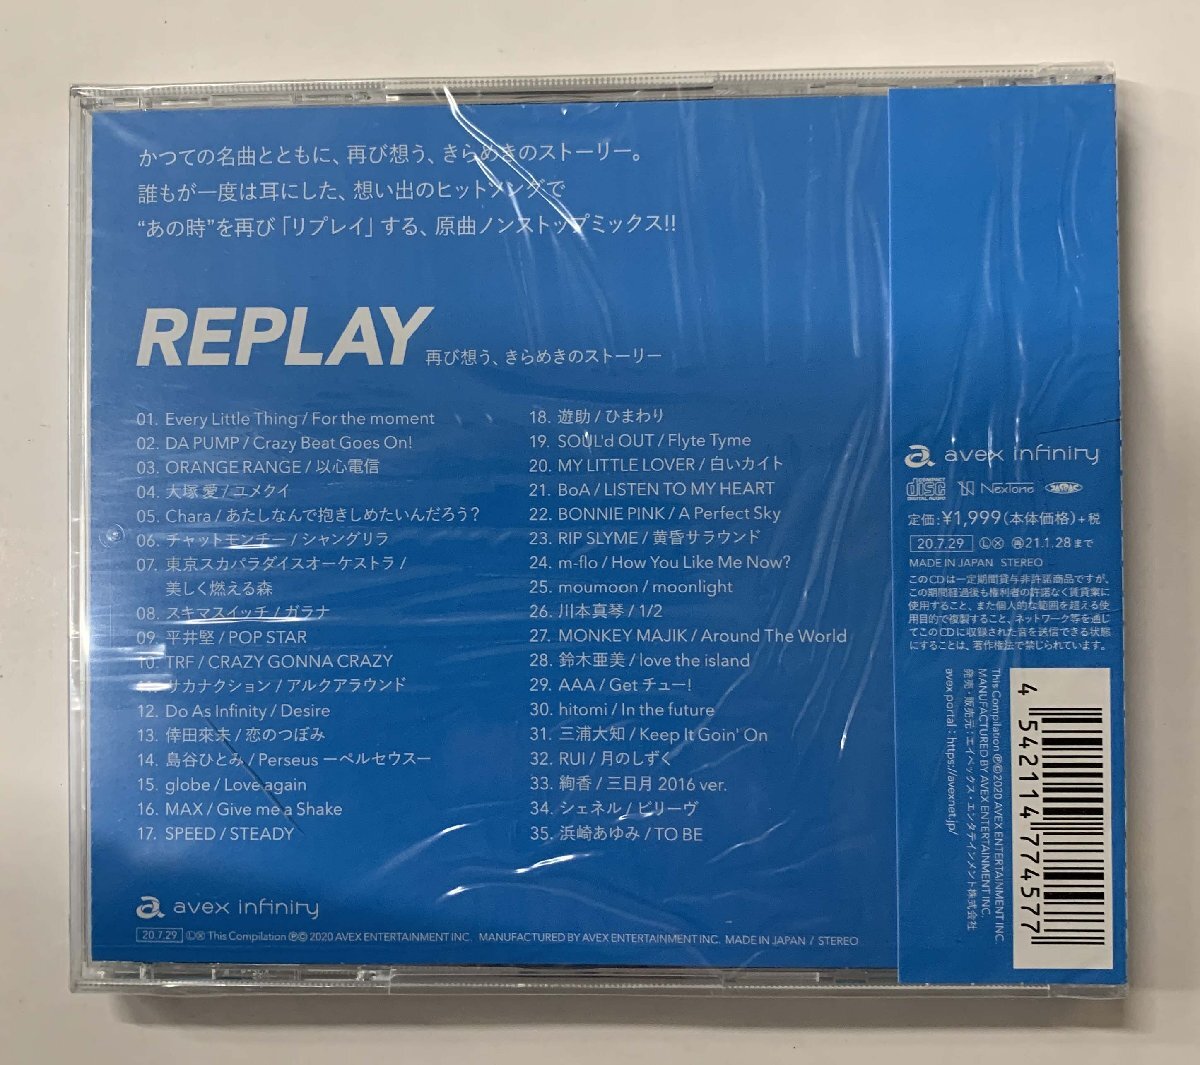 かつての名曲とともに、再び想う、きらめきのストーリー。
誰もが一度は耳にした、想い出のヒットソングで
“あの時”を再び「リプレイ」する、原曲ノンストップミックス!!
REPLAY 再び想う、きらめきのストーリー
01. Every Little Thing / For the moment
02. DA PUMP / Crazy Beat Goes On!
03. ORANGE RANGE / 以心電信
04. 大塚 愛 / ユメクイ
05. Chara / あたしなんで抱きしめたいんだろう?
06. チャットモンチー / シャングリラ
07. 東京スカパラダイスオーケストラ /
美しく燃える森
08. スキマスイッチ / ガラナ
09. 平井堅 / POP STAR
10. TRF / CRAZY GONNA CRAZY
11. サカナクション / アルクアラウンド
12. Do As Infinity / Desire
13. 倖田來未 / 恋のつぼみ
14. 島谷ひとみ / Perseus ーペルセウスー
15. globe / Love again
16. MAX / Give me a Shake
17. SPEED / STEADY
18. 遊助 / ひまわり
19. SOUL'd OUT / Flyte Tyme
20. MY LITTLE LOVER / 白いカイト
21. BoA / LISTEN TO MY HEART
22. BONNIE PINK / A Perfect Sky
23. RIP SLYME / 黄昏サラウンド
24. m-flo / How You Like Me Now?
25. moumoon / moonlight
26. 川本真琴 / 1/2
27. MONKEY MAJIK / Around The World
28. 鈴木亜美 / love the island
29. AAA / Get チュー!
30. hitomi / In the future
31. 三浦大知 / Keep It Goin' On
32. RUI / 月のしずく
33. 絢香 / 三日月 2016 ver.
34. シェネル / ビリーヴ
35. 浜崎あゆみ / TO BE
avex infinity
20.7.29 Ⓛ Ⓧ This Compilation ℗© 2020 AVEX ENTERTAINMENT INC. MANUFACTURED BY AVEX ENTERTAINMENT INC. MADE IN JAPAN / STEREO
avex infinity
COMPACT disc DIGITAL AUDIO NexTone JASRAC
定価:¥1,999(本体価格)+税
20.7.29 Ⓛ Ⓧ 再 21.1.28まで
MADE IN JAPAN STEREO
このCDは一定期間貸与非許諾商品ですが、
この期間経過後も権利者の許諾なく賃貸業に
使用すること、また個人的な範囲を超える使
用目的で複製すること、ネットワーク等を通じ
てこのCDに収録された音を送信できる状態
にすることは、著作権法で禁じられています。
This Compilation ℗© 2020 AVEX ENTERTAINMENT INC.
MANUFACTURED BY AVEX ENTERTAINMENT INC.
発売・販売元:エイベックス・エンタテインメント株式会社
avex portal : https://avexnet.jp/
4 542114 774577